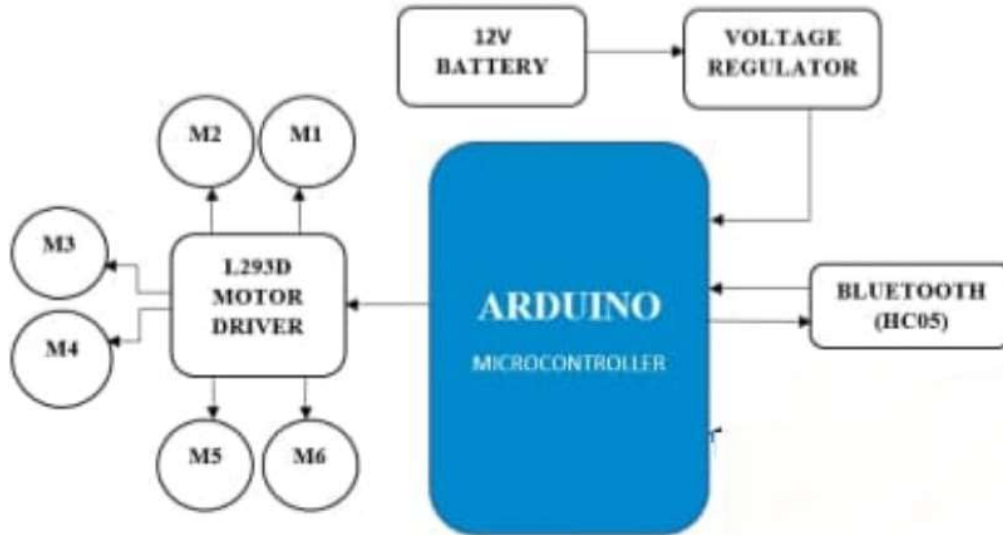 12V
BATTERY
VOLTAGE
REGULATOR
M2
M1
M3
M4
L293D
MOTOR
DRIVER
ARDUINO
MICROCONTROLLER
BLUETOOTH
(HC05)
M5
M6